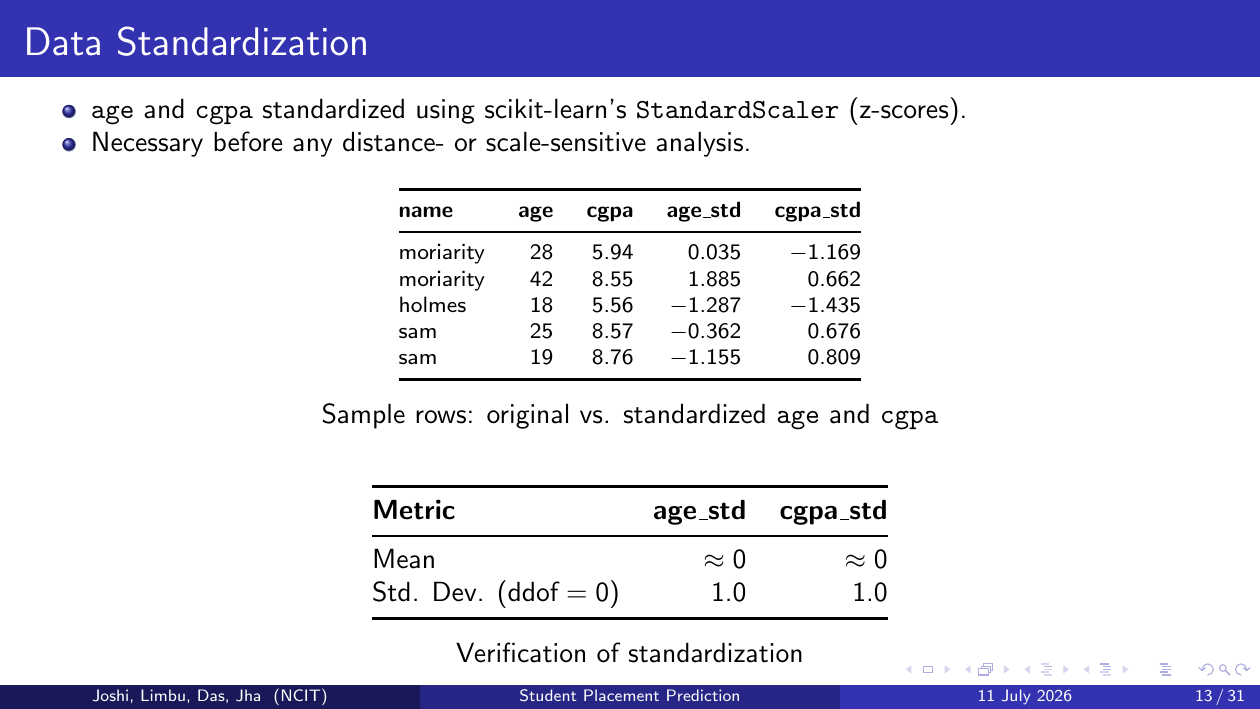 Data Standardization
age and cgpa standardized using scikit-learn's StandardScaler (z-scores).
Necessary before any distance- or scale-sensitive analysis.
name age cgpa age_std cgpa_std
moriarity 28 5.94 0.035 −1.169
moriarity 42 8.55 1.885 0.662
holmes 18 5.56 −1.287 −1.435
sam 25 8.57 −0.362 0.676
sam 19 8.76 −1.155 0.809
Sample rows: original vs. standardized age and cgpa
Metric age_std cgpa_std
Mean ≈ 0 ≈ 0
Std. Dev. (ddof = 0) 1.0 1.0
Verification of standardization
Joshi, Limbu, Das, Jha (NCIT) Student Placement Prediction 11 July 2026 13 / 31